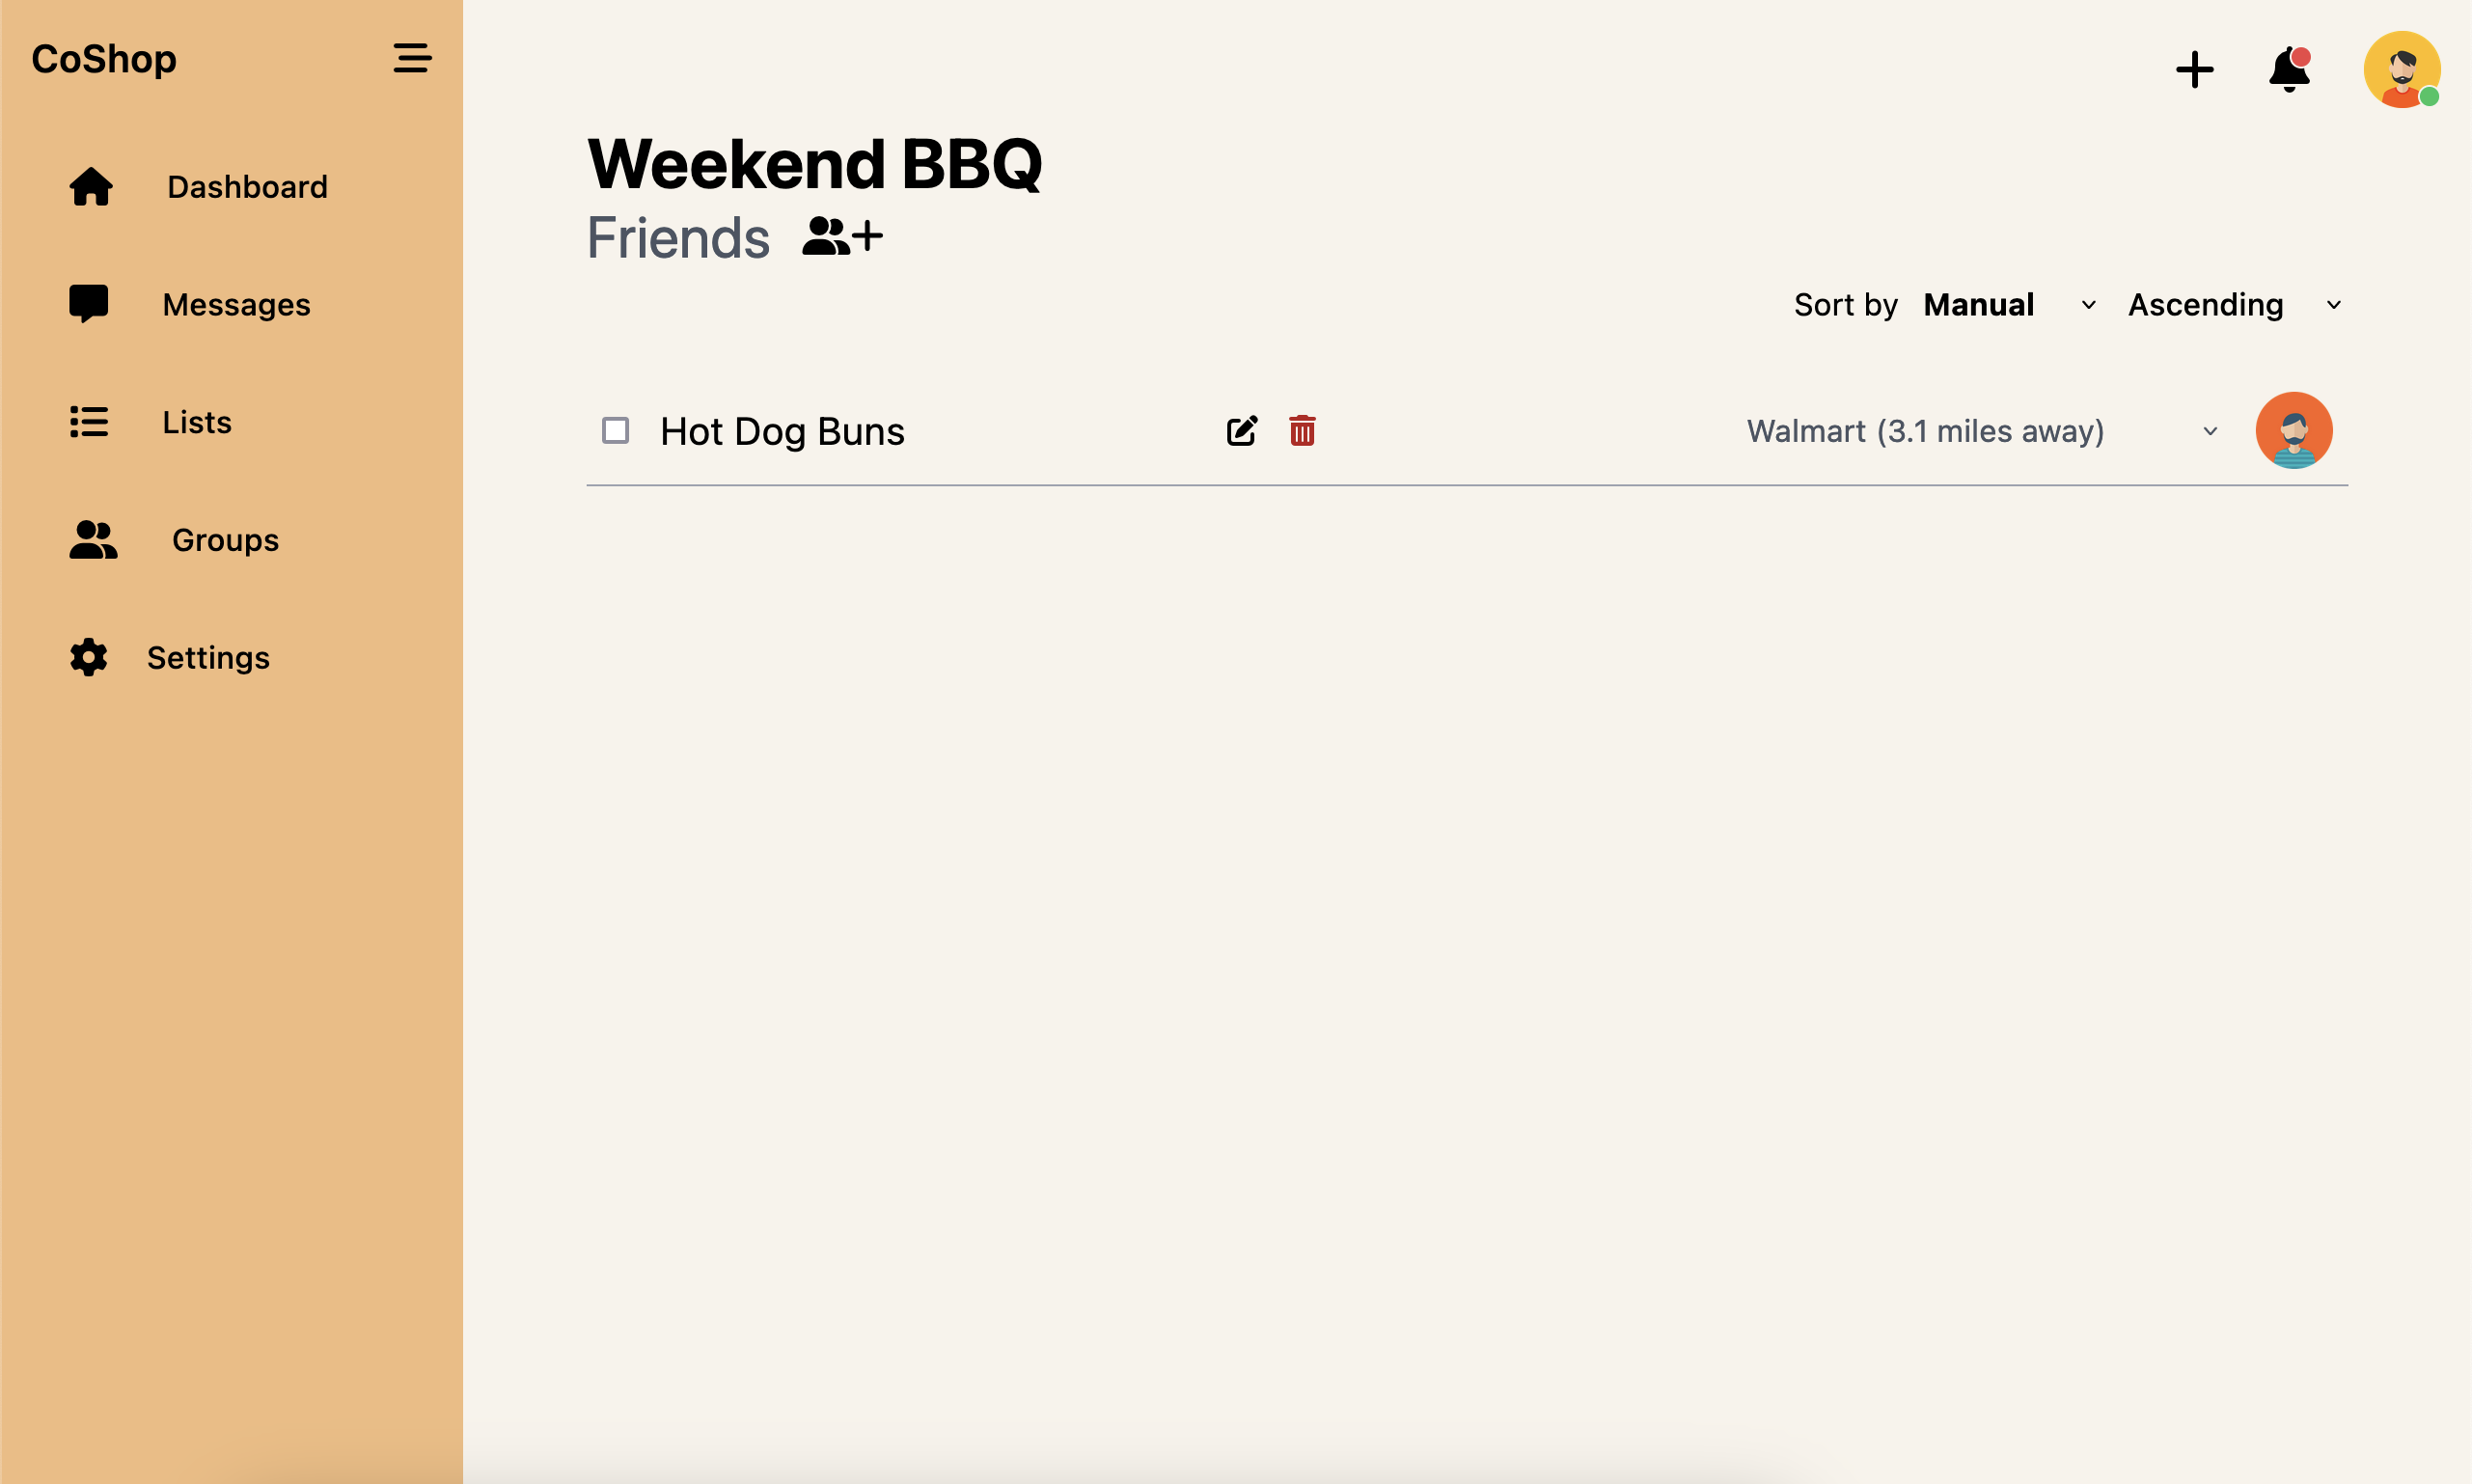 CoShop
Dashboard
Messages
Lists
Groups
Settings
Weekend BBQ
Friends
Sort by Manual Ascending
Hot Dog Buns Walmart (3.1 miles away)